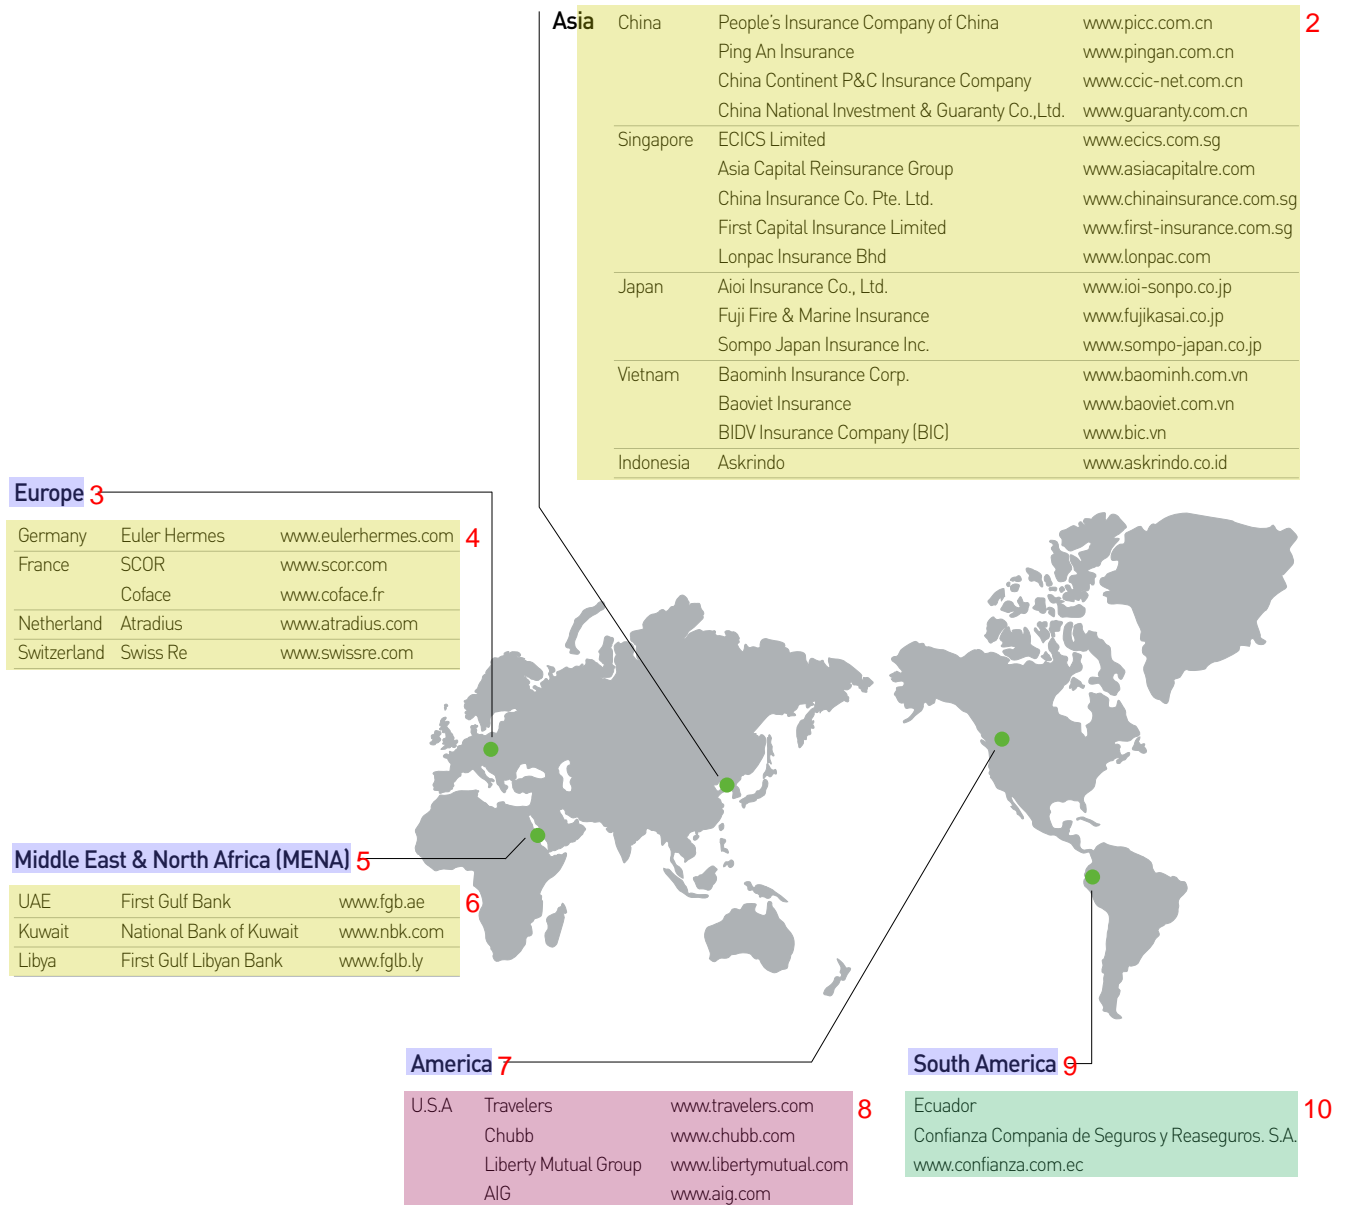 Asia China People's Insurance Company of China www.picc.com.cn 2
Ping An Insurance www.pingan.com.cn
China Continent P&C Insurance Company www.ccic-net.com.cn
China National Investment & Guaranty Co.,Ltd. www.guaranty.com.cn
Singapore ECICS Limited www.ecics.com.sg
Asia Capital Reinsurance Group www.asiacapitalre.com
China Insurance Co. Pte. Ltd. www.chinainsurance.com.sg
First Capital Insurance Limited www.first-insurance.com.sg
Lonpac Insurance Bhd www.lonpac.com
Japan Aioi Insurance Co., Ltd. www.ioi-sonpo.co.jp
Fuji Fire & Marine Insurance www.fujikasai.co.jp
Sompo Japan Insurance Inc. www.sompo-japan.co.jp
Vietnam Baominh Insurance Corp. www.baominh.com.vn
Baoviet Insurance www.baoviet.com.vn
BIDV Insurance Company (BIC) www.bic.vn
Indonesia Askrindo www.askrindo.co.id
Europe 3
Germany Euler Hermes www.eulerhermes.com 4
France SCOR www.scor.com
Coface www.coface.fr
Netherland Atradius www.atradius.com
Switzerland Swiss Re www.swissre.com
Middle East & North Africa (MENA) 5
UAE First Gulf Bank www.fgb.ae 6
Kuwait National Bank of Kuwait www.nbk.com
Libya First Gulf Libyan Bank www.fglb.ly
America 7
U.S.A Travelers www.travelers.com 8
Chubb www.chubb.com
Liberty Mutual Group www.libertymutual.com
AIG www.aig.com
South America 9
Ecuador 10
Confianza Compania de Seguros y Reaseguros. S.A.
www.confianza.com.ec